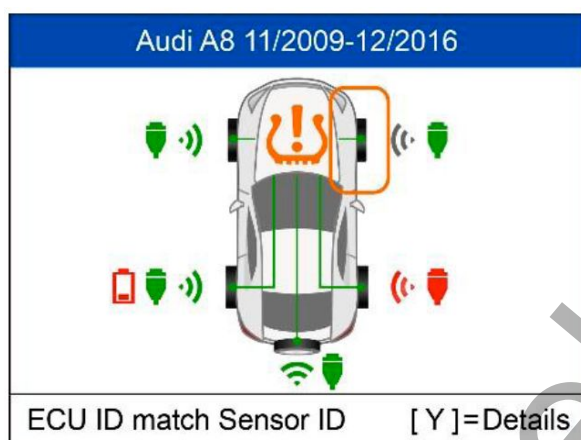 Audi A8 11/2009-12/2016
ECU ID match Sensor ID [ Y ]=Details